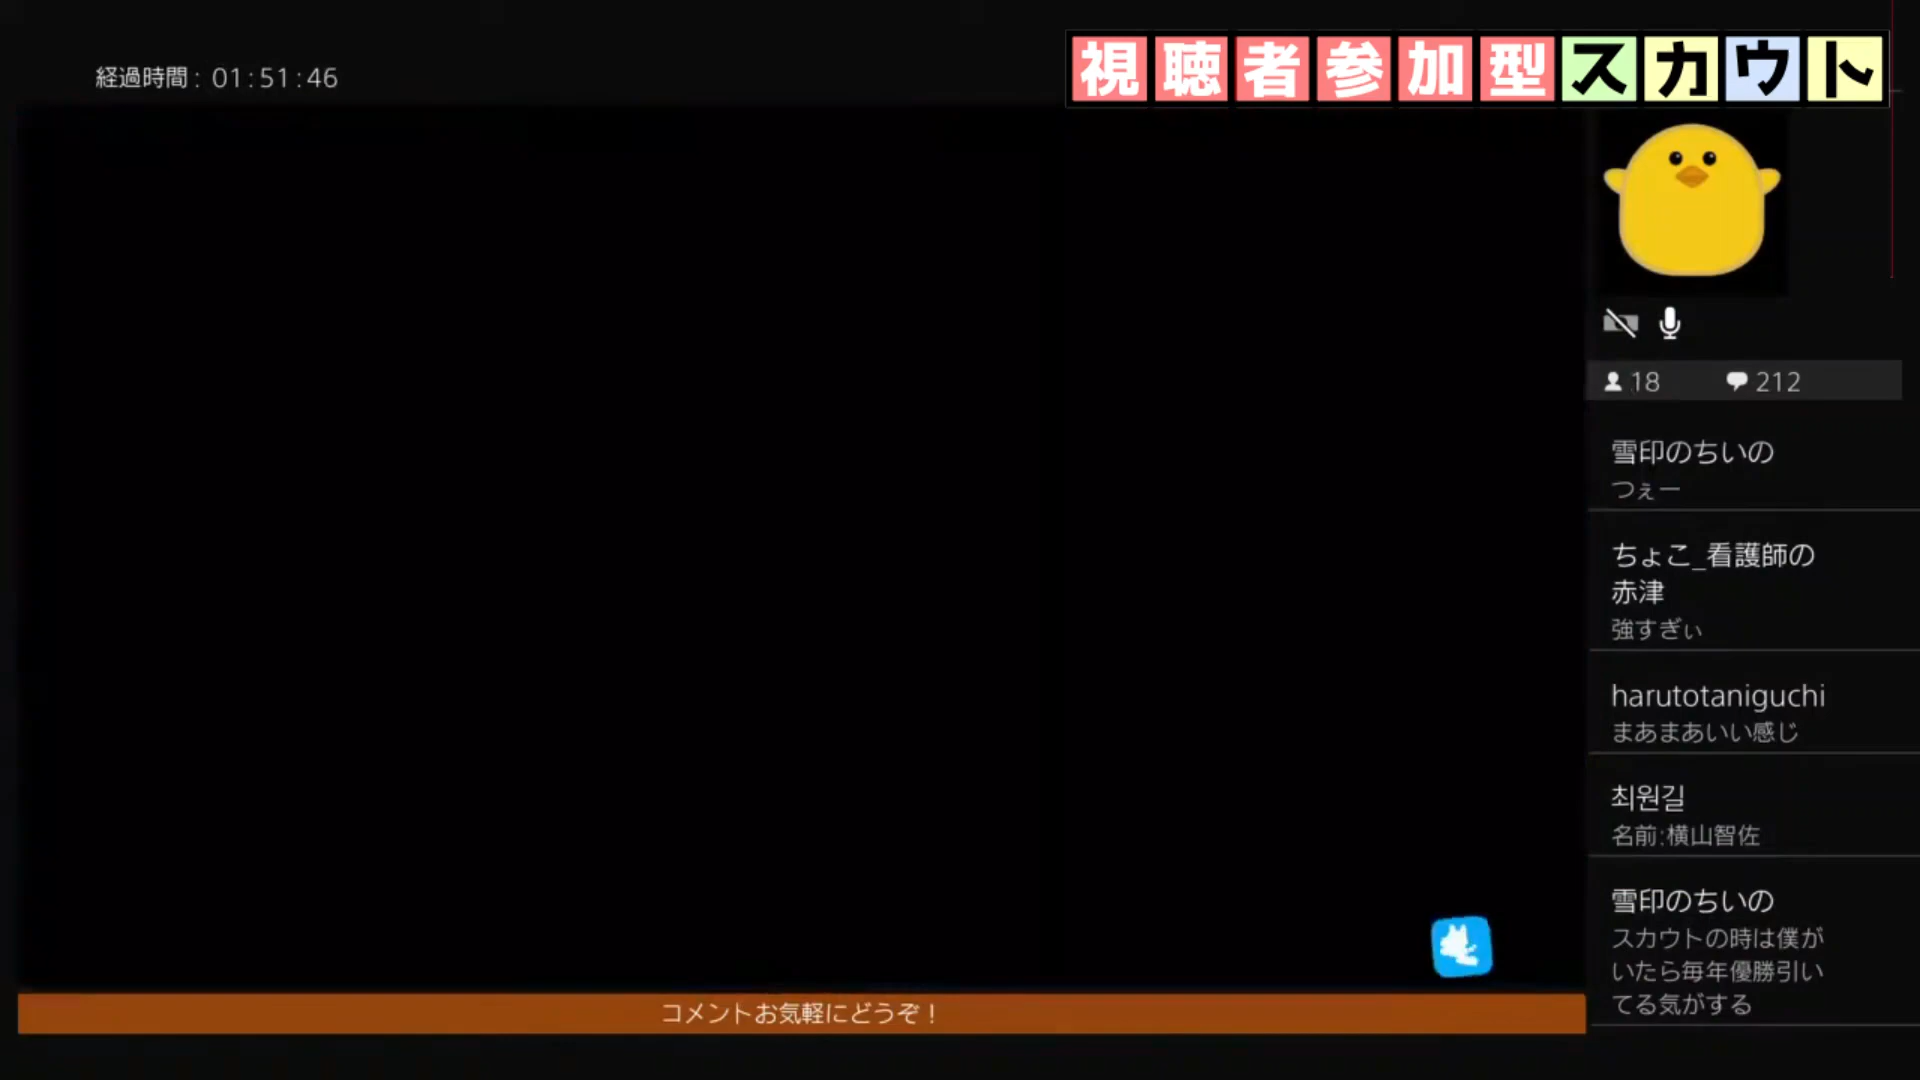 経過時間: 01:51:46
視聴者参加型スカウト
18 212
雪印のちいの
つぇー
ちょこ_看護師の
赤津
強すぎぃ
harutotaniguchi
まあまあいい感じ
최원길
名前:横山智佐
雪印のちいの
スカウトの時は僕が
いたら毎年優勝引い
てる気がする
コメントお気軽にどうぞ！